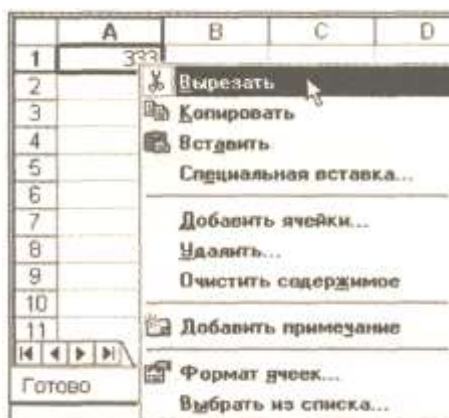 A B C D
1 333
Вырезать
2
Копировать
3
4 Вставить
5 Специальная вставка...
6
7 Добавить ячейки...
8 Удалить...
9 Очистить содержимое
10
11 Добавить примечание
Готово Формат ячеек...
Выбрать из списка...